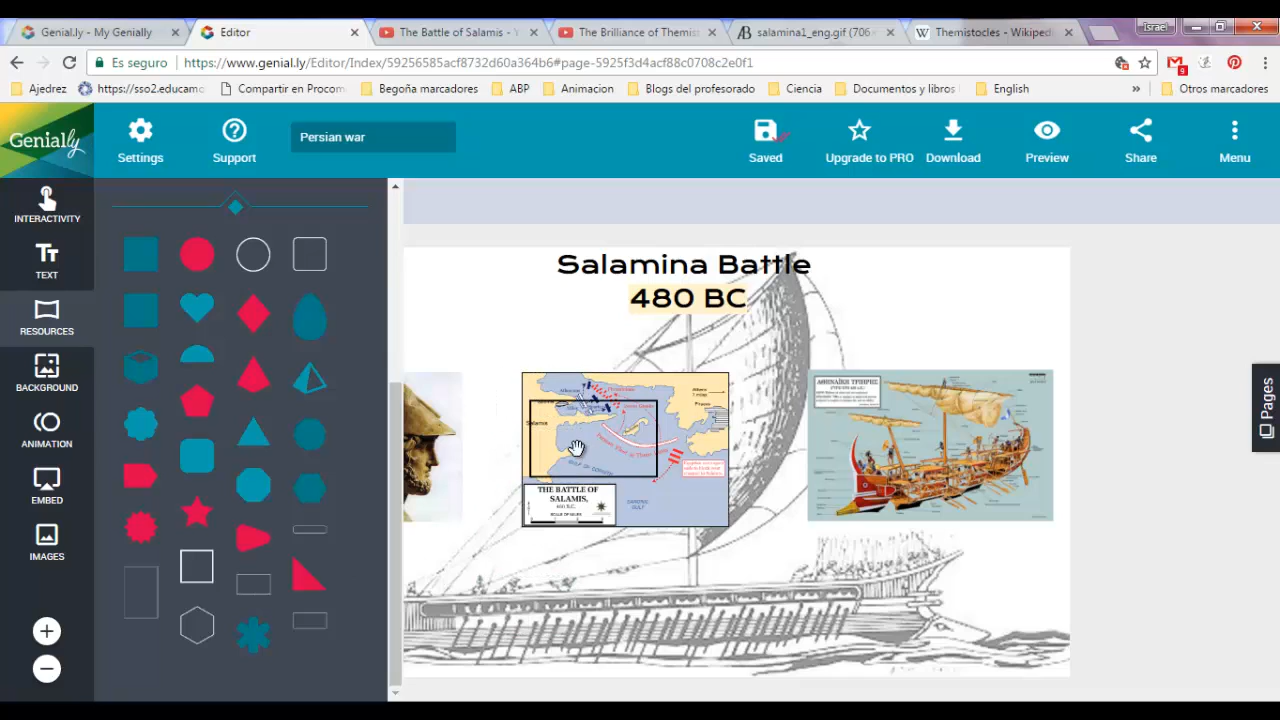 Genial.ly - My Genially
Editor
The Battle of Salamis - Y
The Brilliance of Themist
salamina1_eng.gif (706×
Themistocles - Wikiped
Israel
Es seguro
https://www.genial.ly/Editor/Index/59256585acf8732d60a364b6#page-5925f3d4acf88c0708c2e0f1
9
Ajedrez
https://sso2.educamo
Compartir en Procom
Begoña marcadores
ABP
Animacion
Blogs del profesorado
Ciencia
Documentos y libros
English
»
Otros marcadores
Genially
Settings
Support
Persian war
Saved
Upgrade to PRO
Download
Preview
Share
Menu
INTERACTIVITY
TEXT
RESOURCES
BACKGROUND
ANIMATION
EMBED
IMAGES
Salamina Battle
480 BC
Salamis
THE BATTLE OF
SALAMIS,
480 B.C.
ΑΘΗΝΑΪΚΗ ΤΡΙΗΡΗΣ
Pages